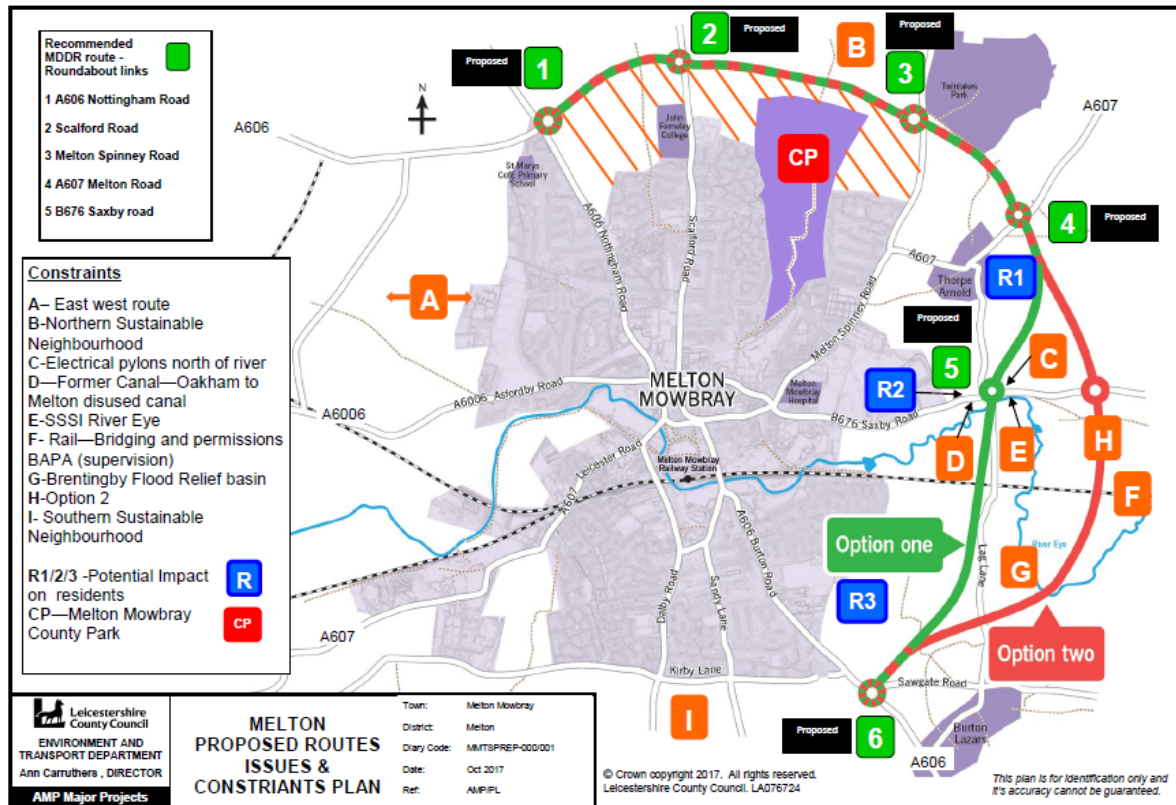 Recommended
MDDR route -
Roundabout links
1 A606 Nottingham Road
2 Scalford Road
3 Melton Spinney Road
4 A607 Melton Road
5 B676 Saxby road
Constraints
A– East west route
B-Northern Sustainable
Neighbourhood
C-Electrical pylons north of river
D—Former Canal—Oakham to
Melton disused canal
E-SSSI River Eye
F- Rail—Bridging and permissions
BAPA (supervision)
G-Brentingby Flood Relief basin
H-Option 2
I- Southern Sustainable
Neighbourhood
R1/2/3 -Potential Impact
on residents
R
CP—Melton Mowbray
County Park
CP
N
Proposed
1
2
Proposed
B
Proposed
3
Twinlakes
Park
A607
A606
John
Ferneley
College
St Marys
CofE Primary
School
CP
A606 Nottingham Road
Scalford Road
Melton Spinney Road
A607
4
Proposed
Thorpe
Arnold
R1
A
Proposed
5
C
R2
MELTON
MOWBRAY
Melton
Mowbray
Hospital
B676 Saxby Road
A6006
A6006 Asfordby Road
A607 Leicester Road
Melton Mowbray
Railway Station
D
E
H
F
Option one
Lag Lane
River Eye
G
A606 Burton Road
Dalby Road
Sandy Lane
R3
Option two
A607
Kirby Lane
Sawgate Road
I
Proposed
6
Burton
Lazars
A606
Leicestershire
County Council
ENVIRONMENT AND
TRANSPORT DEPARTMENT
Ann Carruthers , DIRECTOR
AMP Major Projects
MELTON
PROPOSED ROUTES
ISSUES &
CONSTRIANTS PLAN
Town: Melton Mowbray
District: Melton
Diary Code: MMTSPREP-000/001
Date: Oct 2017
Ref: AMP/PL
© Crown copyright 2017. All rights reserved.
Leicestershire County Council. LA076724
This plan is for identification only and
it's accuracy cannot be guaranteed.